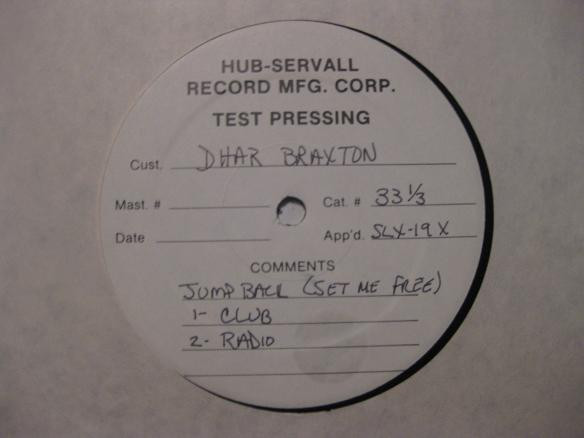 HUB-SERVALL
RECORD MFG. CORP.
TEST PRESSING
Cust. DHAR BRAXTON
Mast. # Cat. # 33 1/3
Date App'd. SLX-19X
COMMENTS
JUMP BACK (SET ME FREE)
1- CLUB
2- RADIO